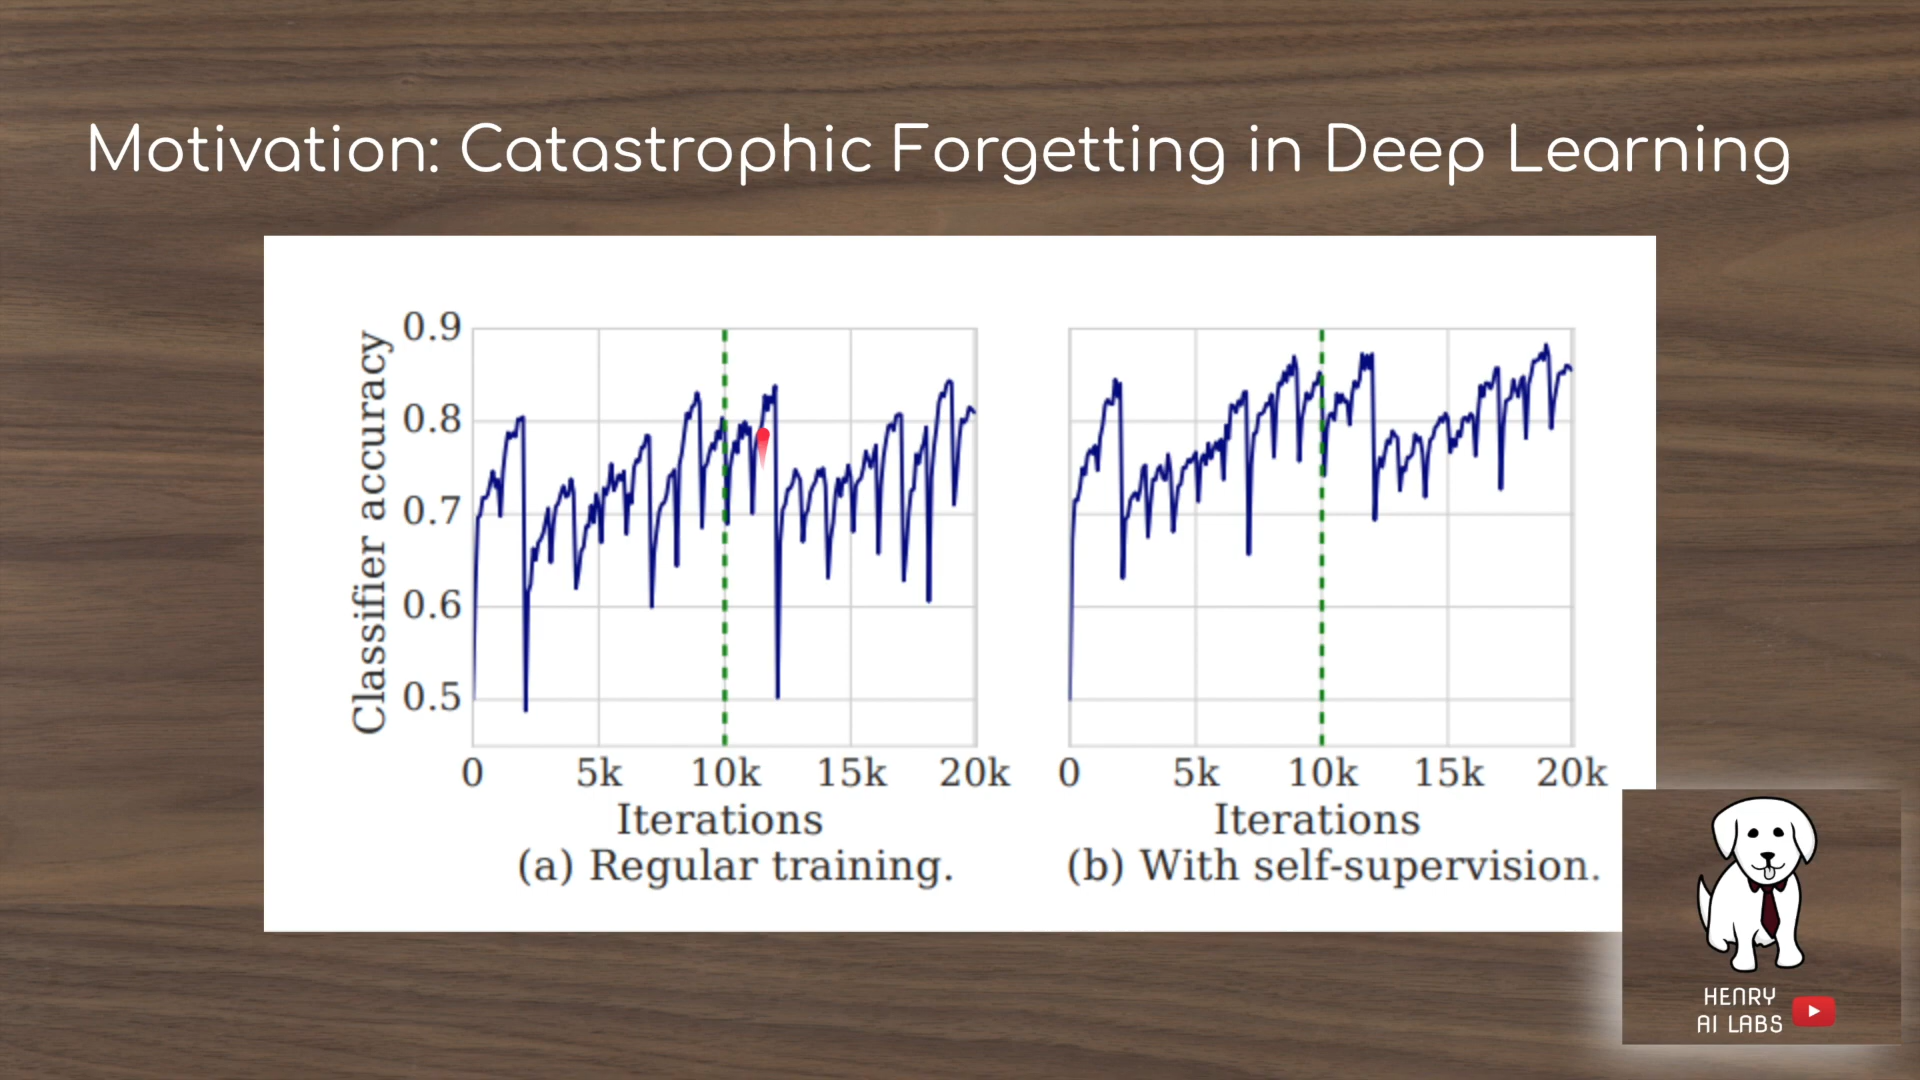 Motivation: Catastrophic Forgetting in Deep Learning
Classifier accuracy
0.9
0.8
0.7
0.6
0.5
0 5k 10k 15k 20k
Iterations
(a) Regular training.
0 5k 10k 15k 20k
Iterations
(b) With self-supervision.
HENRY
AI LABS